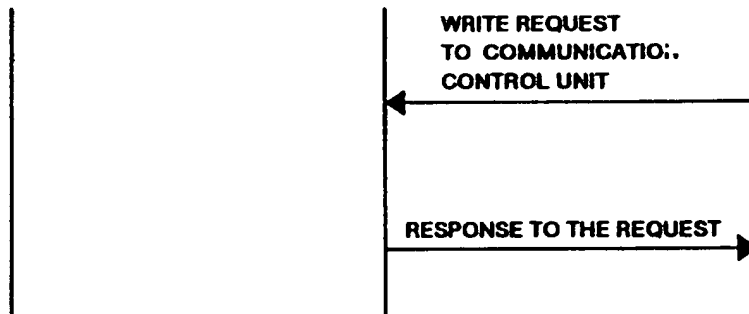 WRITE REQUEST
TO COMMUNICATIO:.
CONTROL UNIT
RESPONSE TO THE REQUEST